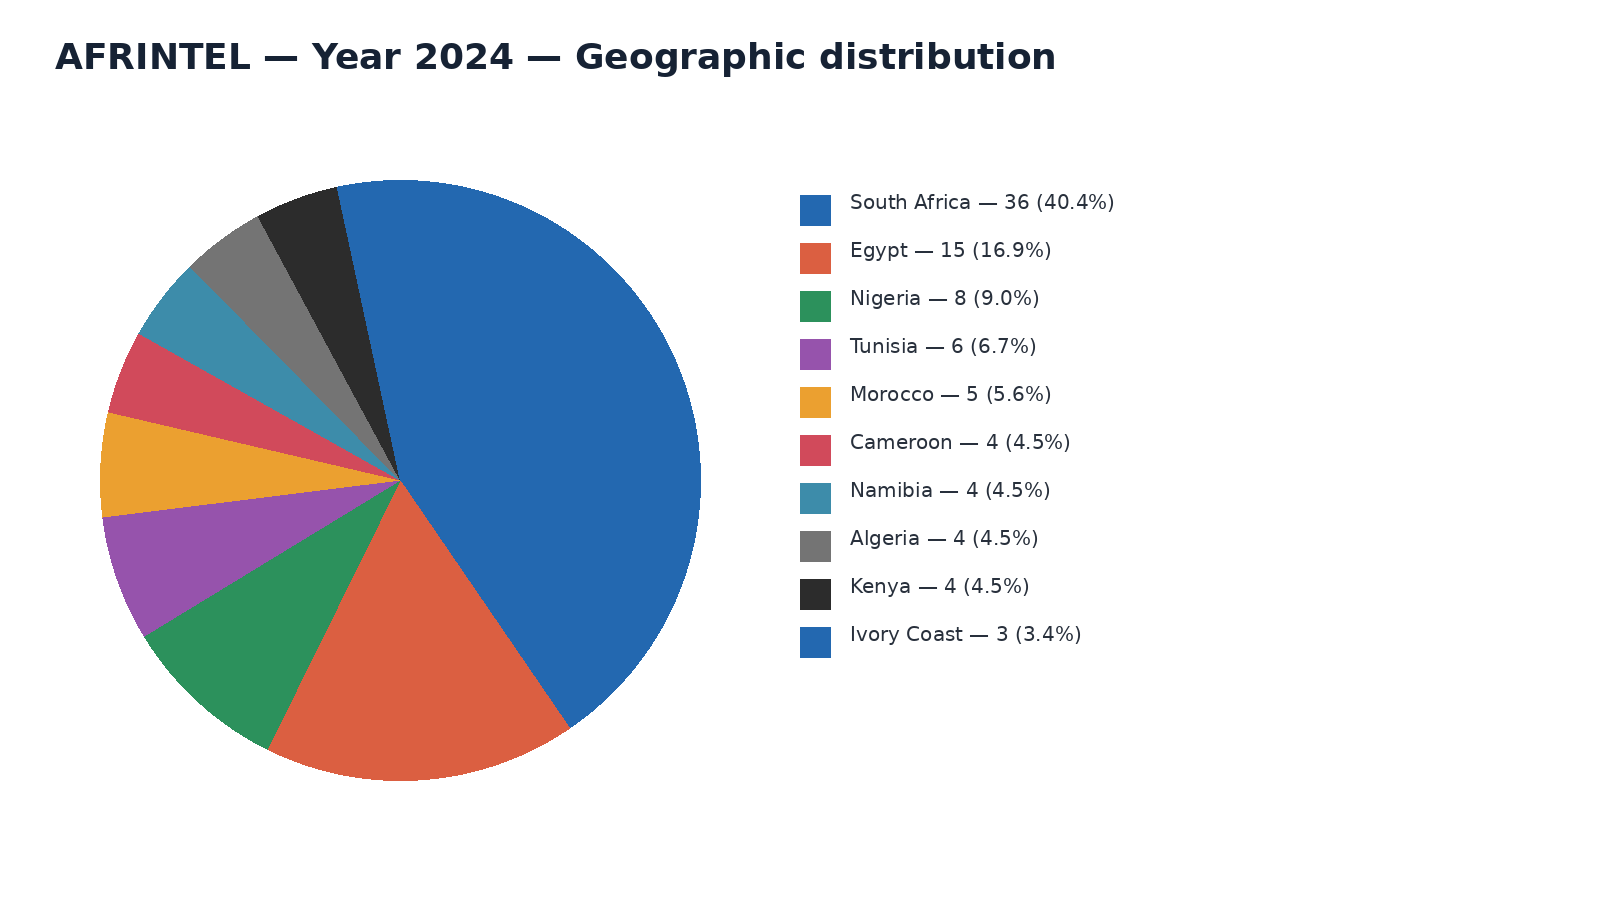 AFRINTEL — Year 2024 — Geographic distribution
South Africa — 36 (40.4%)
Egypt — 15 (16.9%)
Nigeria — 8 (9.0%)
Tunisia — 6 (6.7%)
Morocco — 5 (5.6%)
Cameroon — 4 (4.5%)
Namibia — 4 (4.5%)
Algeria — 4 (4.5%)
Kenya — 4 (4.5%)
Ivory Coast — 3 (3.4%)